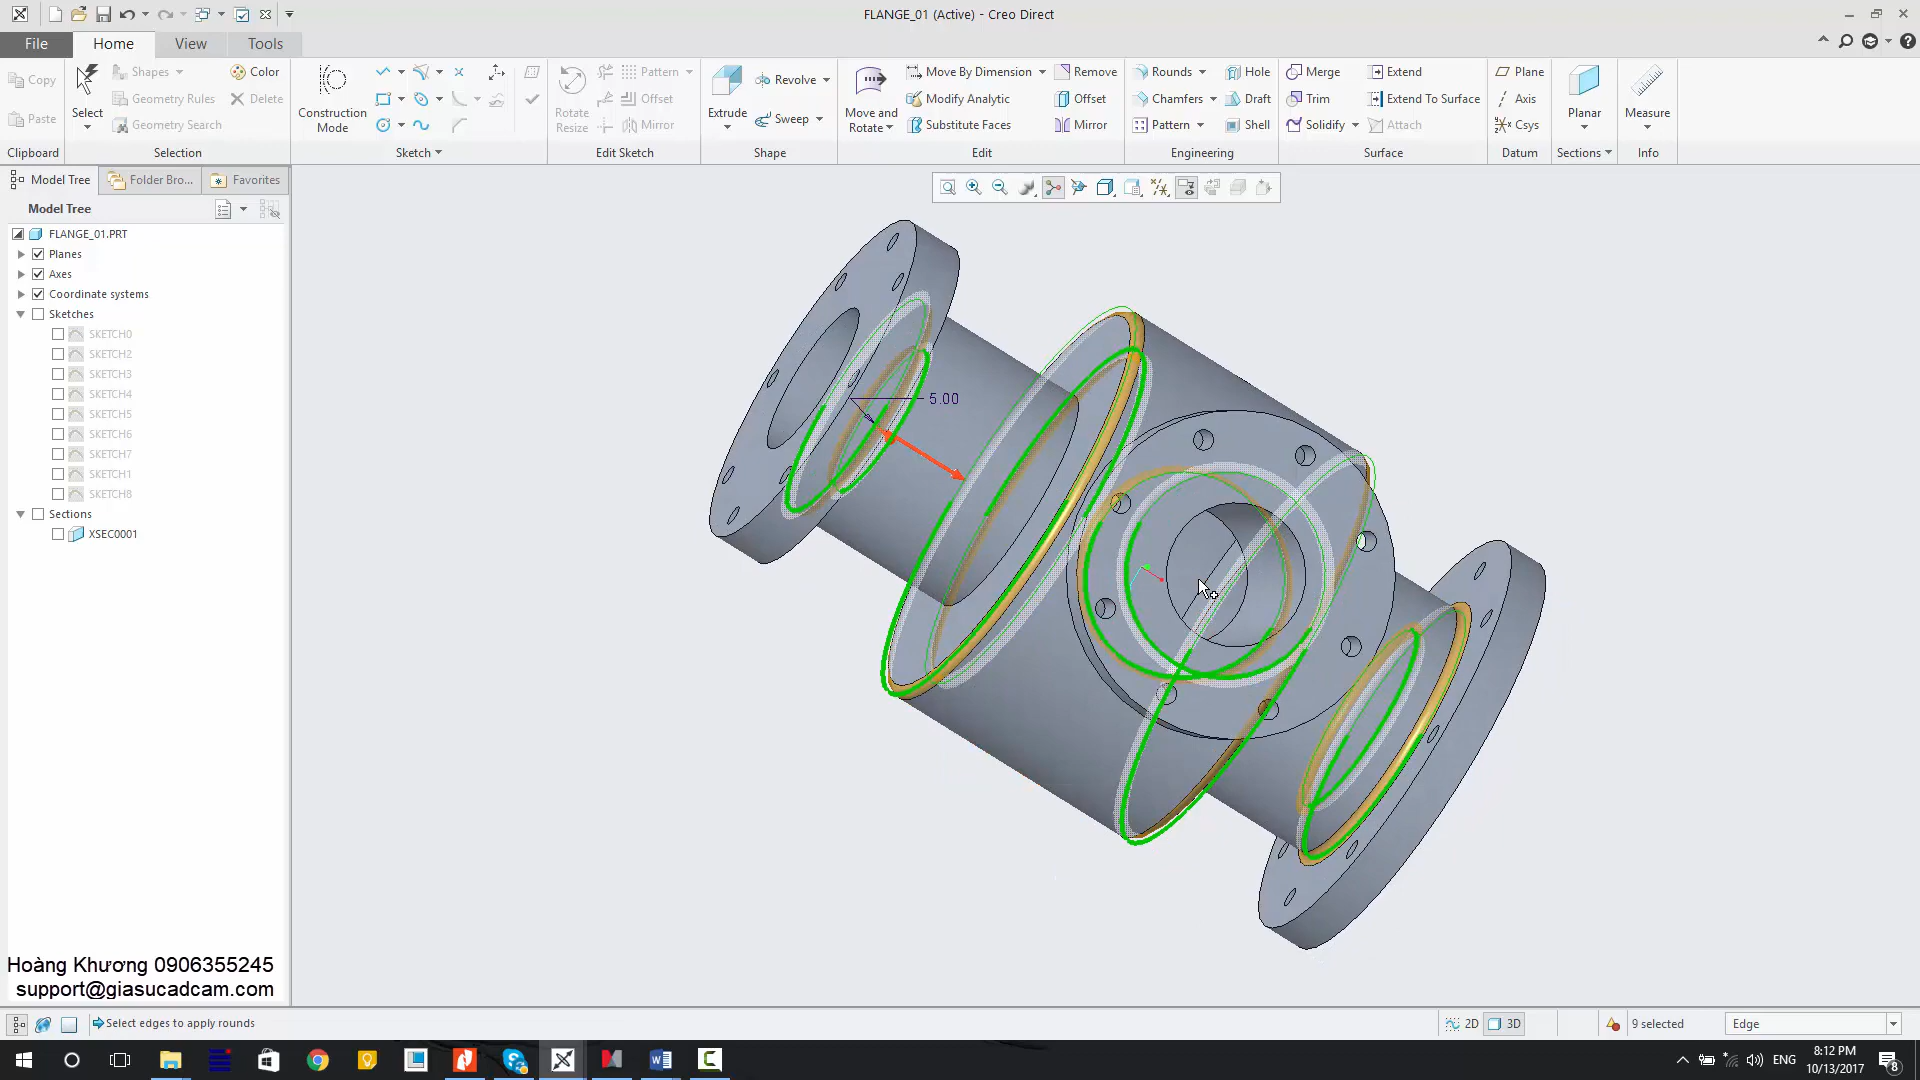 FLANGE_01 (Active) - Creo Direct
File Home View Tools
Copy
Paste
Clipboard
Select
Shapes
Geometry Rules
Geometry Search
Color
Delete
Selection
Construction Mode
Sketch
Rotate Resize
Pattern
Offset
Mirror
Edit Sketch
Extrude
Revolve
Sweep
Shape
Move and Rotate
Move By Dimension
Modify Analytic
Substitute Faces
Remove
Offset
Mirror
Edit
Rounds
Chamfers
Pattern
Hole
Draft
Shell
Engineering
Merge
Trim
Solidify
Extend
Extend To Surface
Attach
Surface
Plane
Axis
Csys
Datum
Planar
Sections
Measure
Info
Model Tree Folder Bro... Favorites
Model Tree
FLANGE_01.PRT
Planes
Axes
Coordinate systems
Sketches
SKETCH0
SKETCH2
SKETCH3
SKETCH4
SKETCH5
SKETCH6
SKETCH7
SKETCH1
SKETCH8
Sections
XSEC0001
5.00
Hoàng Khương 0906355245
support@giasucadcam.com
Select edges to apply rounds
2D 3D
9 selected
Edge
ENG
8:12 PM
10/13/2017
8